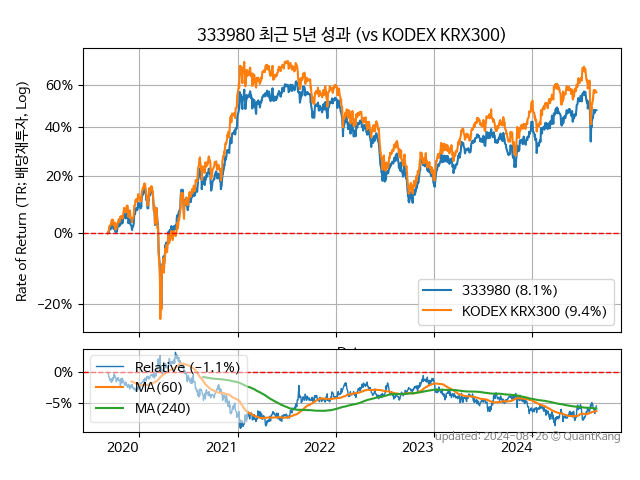 333980 최근 5년 성과 (vs KODEX KRX300)
Rate of Return (TR: 배당재투자, Log)
60%
40%
20%
0%
−20%
333980 (8.1%)
KODEX KRX300 (9.4%)
0%
−5%
Relative (−1.1%)
MA(60)
MA(240)
2020
2021
2022
2023
2024
updated: 2024-08-26 © QuantKang